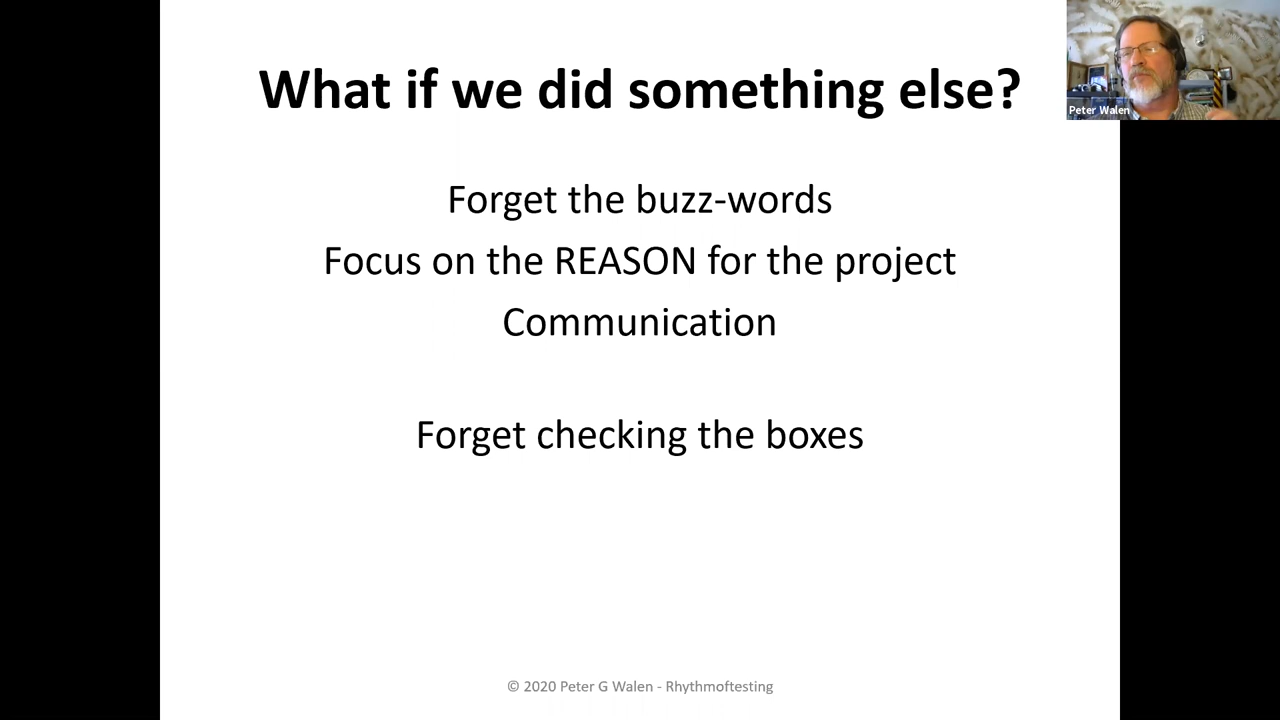 What if we did something else?
Peter Walen
Forget the buzz-words
Focus on the REASON for the project
Communication
Forget checking the boxes
© 2020 Peter G Walen - Rhythmoftesting